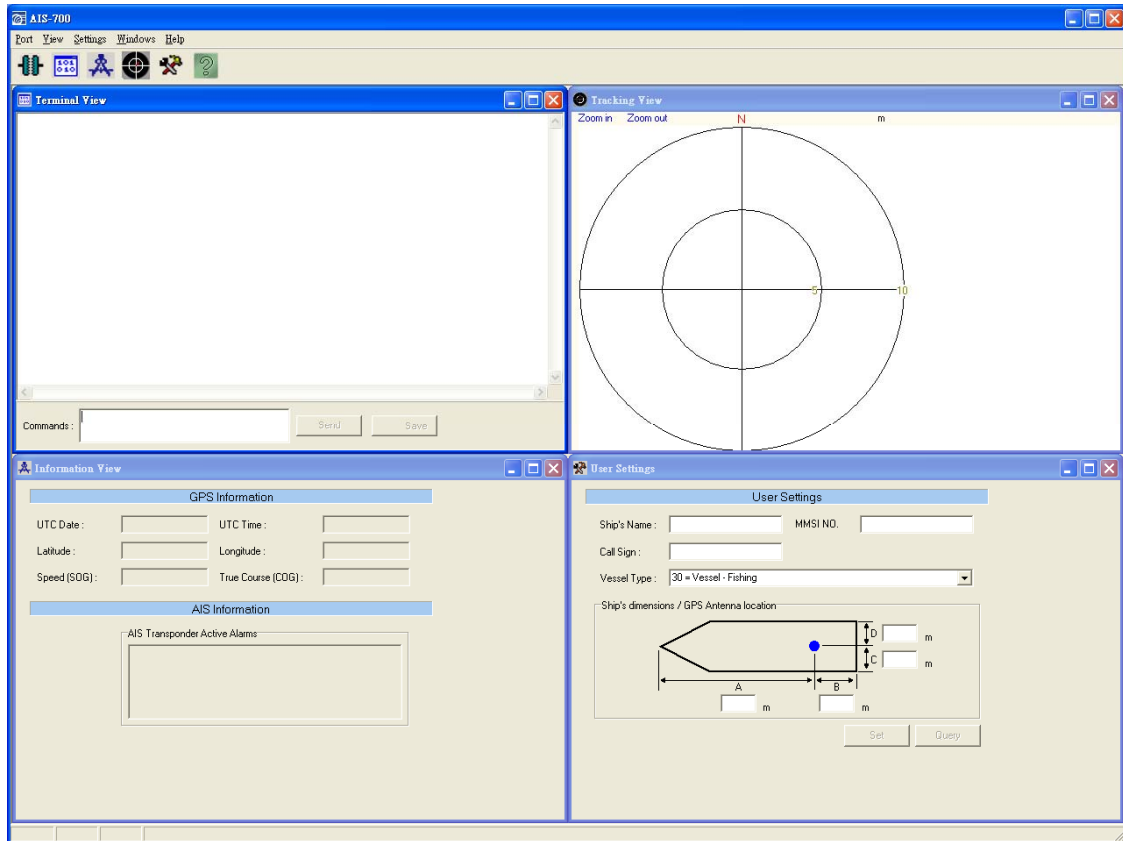 AIS-700
Port View Settings Windows Help
101
010
?
Terminal View
Commands :
Send Save
Tracking View
Zoom in Zoom out N m
5 10
Information View
GPS Information
UTC Date : UTC Time :
Latitude : Longitude :
Speed (SOG) : True Course (COG) :
AIS Information
AIS Transponder Active Alarms
User Settings
User Settings
Ship's Name : MMSI NO.
Call Sign :
Vessel Type : 30 = Vessel - Fishing
Ship's dimensions / GPS Antenna location
D m
C m
A B
m m
Set Query